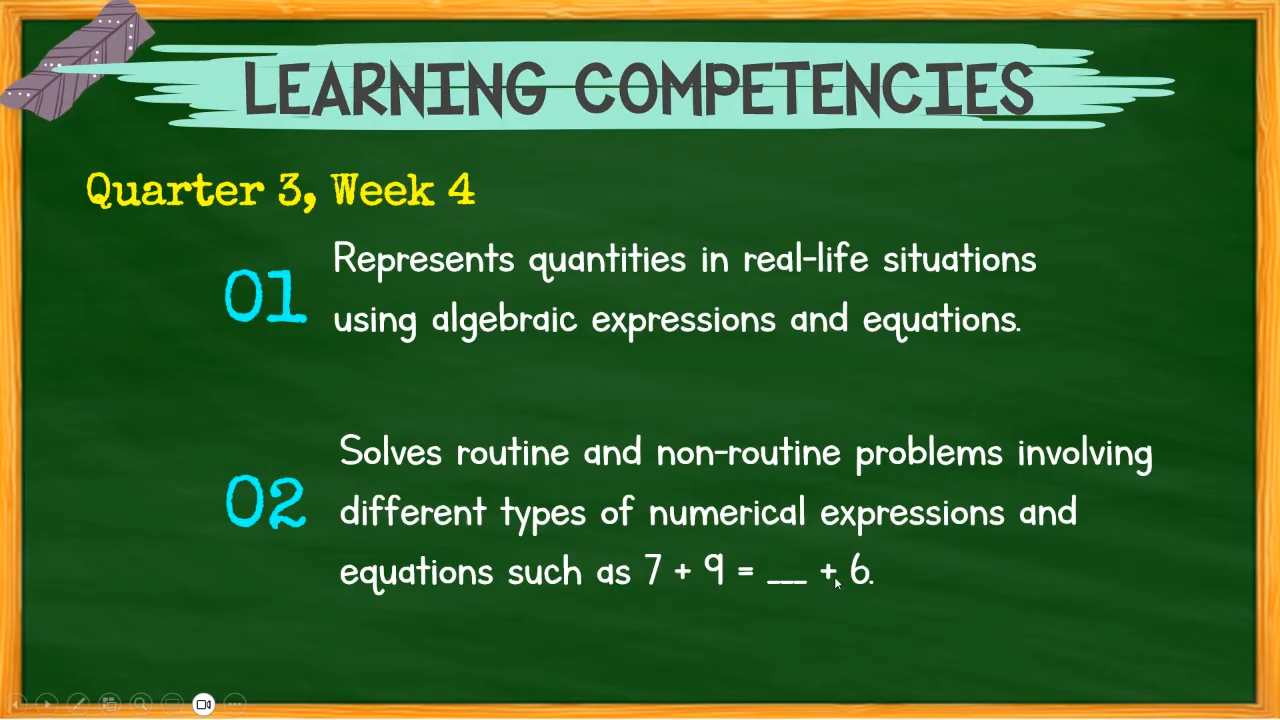 LEARNING COMPETENCIES
Quarter 3, Week 4
01
Represents quantities in real-life situations
using algebraic expressions and equations.
02
Solves routine and non-routine problems involving
different types of numerical expressions and
equations such as 7 + 9 = ___ + 6.